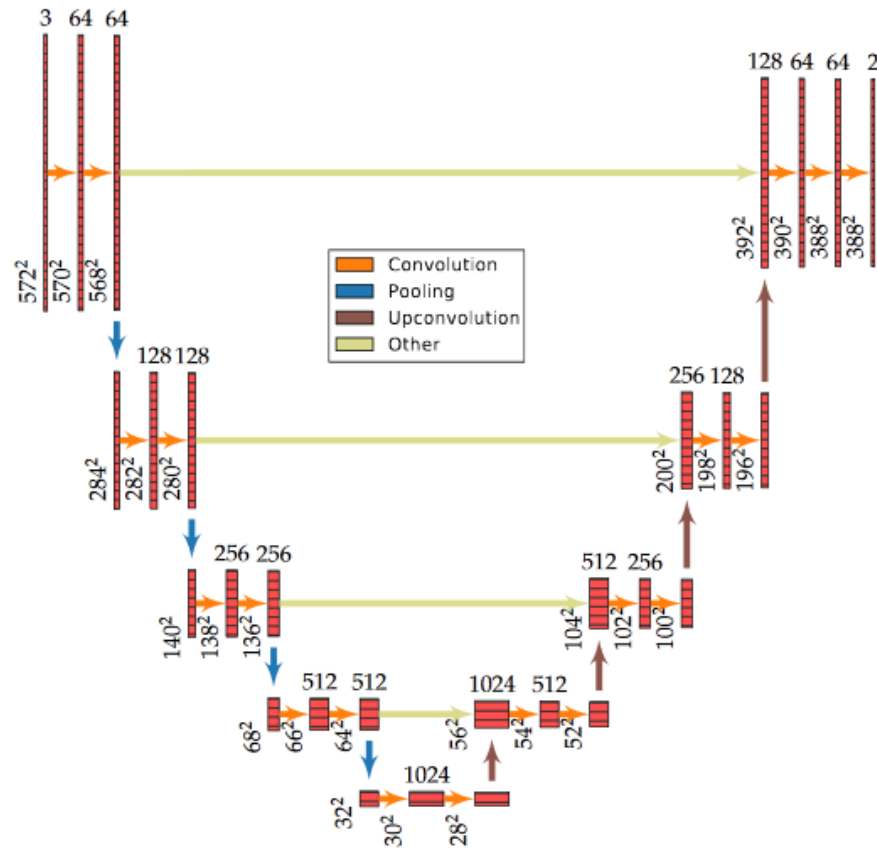 3 64 64
128 64 64 2
572² 570² 568²
392² 390² 388² 388²
Convolution
Pooling
Upconvolution
Other
128 128
256 128
284² 282² 280²
200² 198² 196²
256 256
512 256
140² 138² 136²
104² 102² 100²
512 512
1024 512
68² 66² 64²
56² 54² 52²
1024
32² 30² 28²